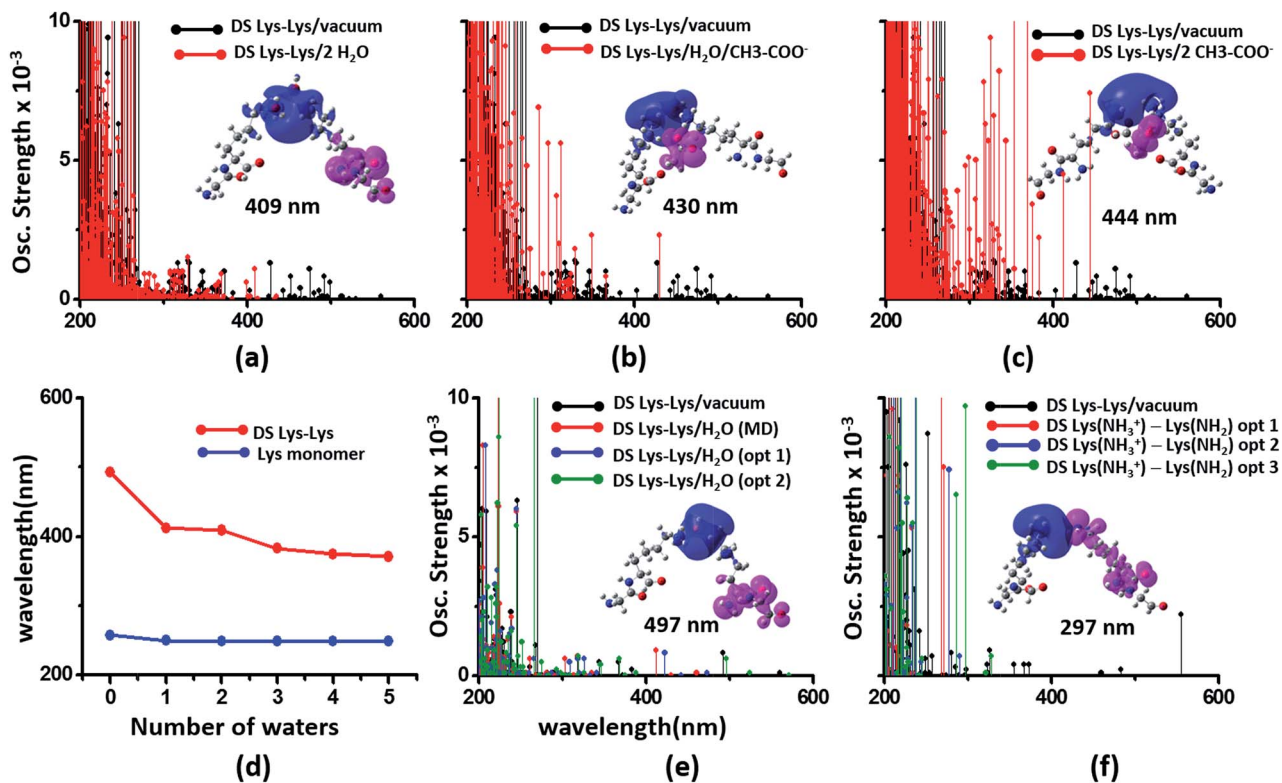 10
5
0
Osc. Strength x 10⁻³
DS Lys-Lys/vacuum
DS Lys-Lys/2 H₂O
409 nm
200
400
600
(a)
DS Lys-Lys/vacuum
DS Lys-Lys/H₂O/CH3-COO⁻
430 nm
10
5
0
200
400
600
(b)
DS Lys-Lys/vacuum
DS Lys-Lys/2 CH3-COO⁻
444 nm
10
5
0
200
400
600
(c)
600
400
200
wavelength(nm)
DS Lys-Lys
Lys monomer
0
1
2
3
4
5
Number of waters
(d)
10
5
0
Osc. Strength x 10⁻³
DS Lys-Lys/vacuum
DS Lys-Lys/H₂O (MD)
DS Lys-Lys/H₂O (opt 1)
DS Lys-Lys/H₂O (opt 2)
497 nm
200
400
600
wavelength(nm)
(e)
10
5
0
Osc. Strength x 10⁻³
DS Lys-Lys/vacuum
DS Lys(NH₃⁺) – Lys(NH₂) opt 1
DS Lys(NH₃⁺) – Lys(NH₂) opt 2
DS Lys(NH₃⁺) – Lys(NH₂) opt 3
297 nm
200
400
600
(f)